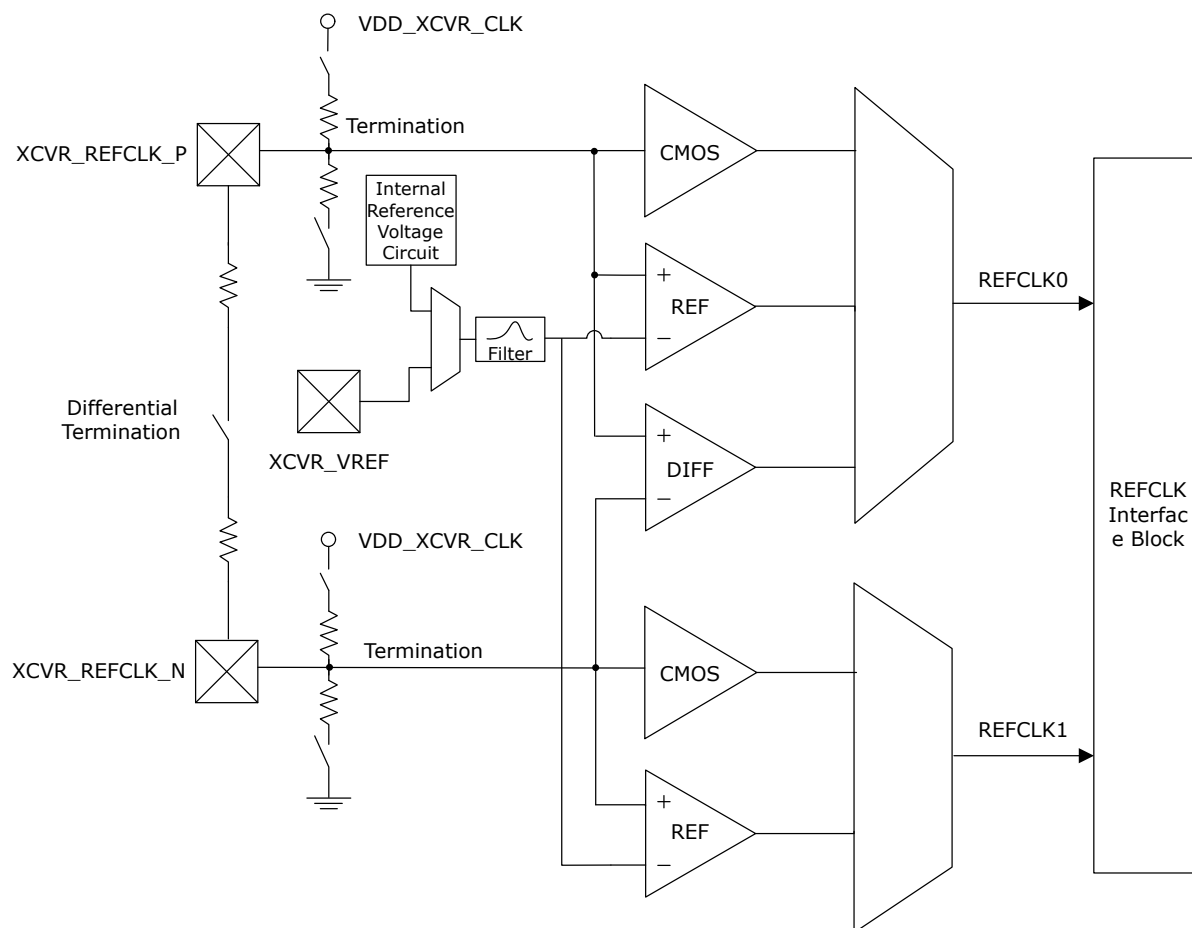 VDD_XCVR_CLK
Termination
XCVR_REFCLK_P
CMOS
Internal
Reference
Voltage
Circuit
+
REF
−
REFCLK0
Filter
XCVR_VREF
Differential
Termination
+
DIFF
−
REFCLK
Interfac
e Block
VDD_XCVR_CLK
Termination
XCVR_REFCLK_N
CMOS
REFCLK1
+
REF
−